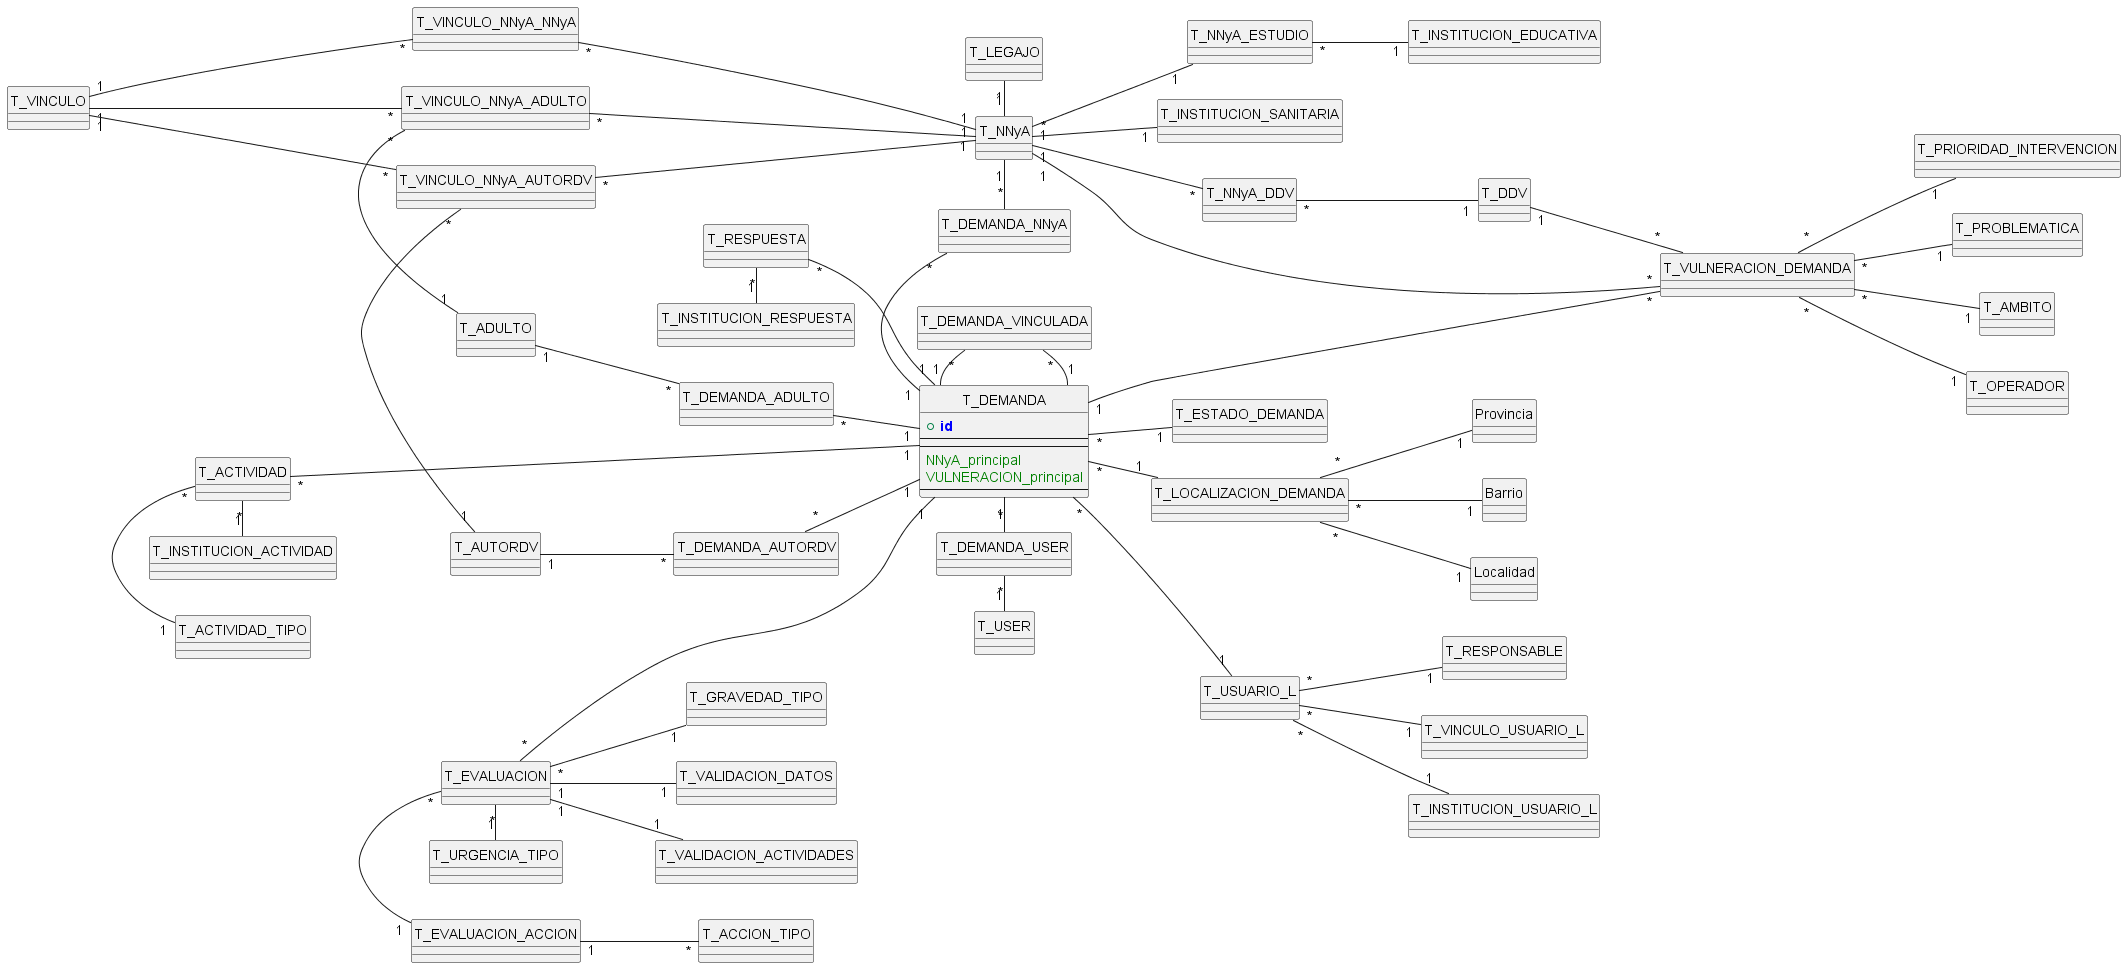 T_VINCULO_NNyA_NNyA
T_NNyA_ESTUDIO
T_INSTITUCION_EDUCATIVA
T_LEGAJO
T_VINCULO
T_VINCULO_NNyA_ADULTO
T_INSTITUCION_SANITARIA
T_NNyA
T_PRIORIDAD_INTERVENCION
T_VINCULO_NNyA_AUTORDV
T_NNyA_DDV
T_DDV
T_DEMANDA_NNyA
T_PROBLEMATICA
T_RESPUESTA
T_VULNERACION_DEMANDA
T_INSTITUCION_RESPUESTA
T_DEMANDA_VINCULADA
T_AMBITO
T_ADULTO
T_OPERADOR
T_DEMANDA_ADULTO
T_DEMANDA
id
NNyA_principal
VULNERACION_principal
T_ESTADO_DEMANDA
Provincia
T_ACTIVIDAD
T_LOCALIZACION_DEMANDA
Barrio
T_INSTITUCION_ACTIVIDAD
T_AUTORDV
T_DEMANDA_AUTORDV
T_DEMANDA_USER
Localidad
T_ACTIVIDAD_TIPO
T_USER
T_RESPONSABLE
T_GRAVEDAD_TIPO
T_USUARIO_L
T_VINCULO_USUARIO_L
T_EVALUACION
T_VALIDACION_DATOS
T_INSTITUCION_USUARIO_L
T_URGENCIA_TIPO
T_VALIDACION_ACTIVIDADES
T_EVALUACION_ACCION
T_ACCION_TIPO